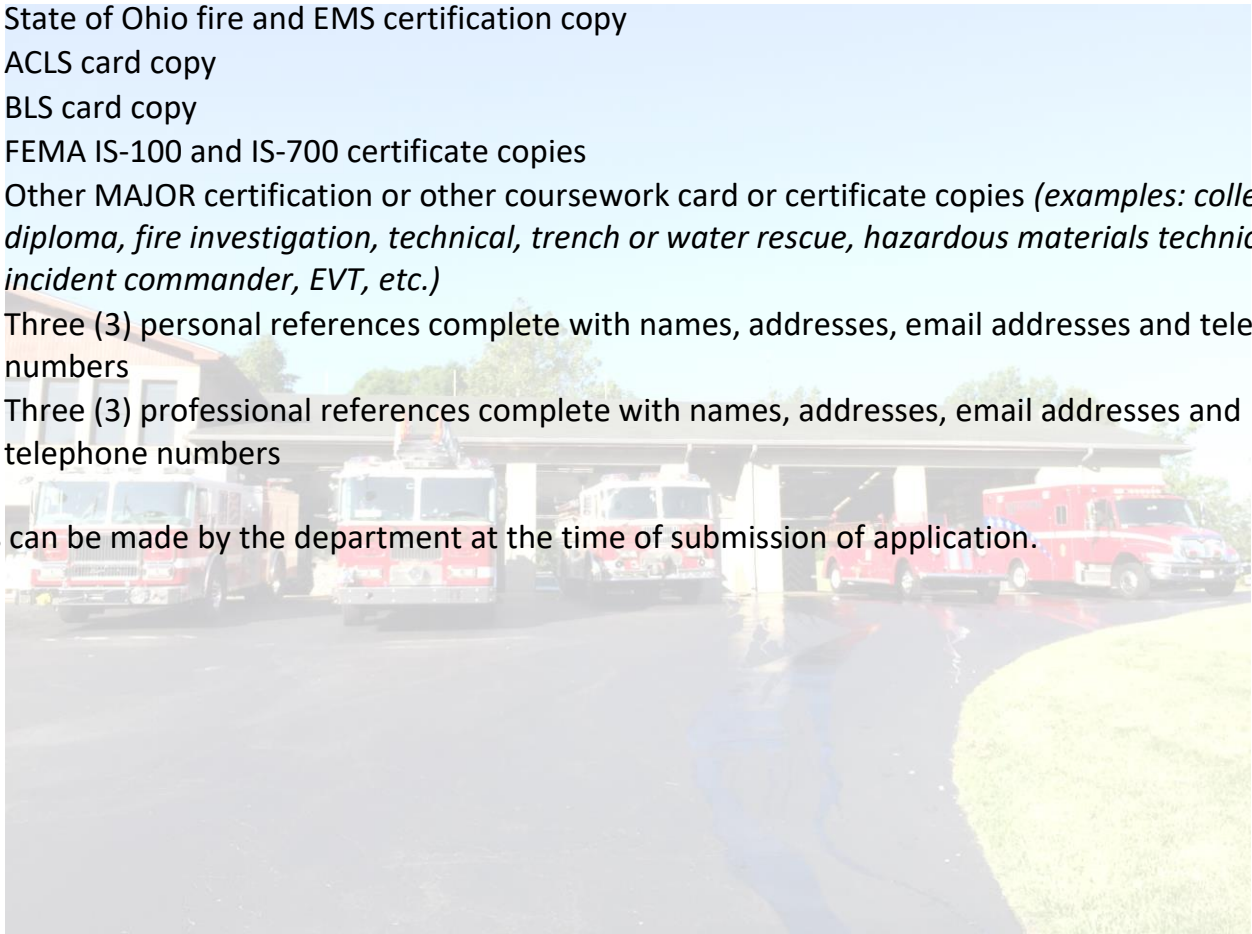 State of Ohio fire and EMS certification copy
ACLS card copy
BLS card copy
FEMA IS-100 and IS-700 certificate copies
Other MAJOR certification or other coursework card or certificate copies (examples: colle
diploma, fire investigation, technical, trench or water rescue, hazardous materials technic
incident commander, EVT, etc.)
Three (3) personal references complete with names, addresses, email addresses and tele
numbers
Three (3) professional references complete with names, addresses, email addresses and
telephone numbers
can be made by the department at the time of submission of application.